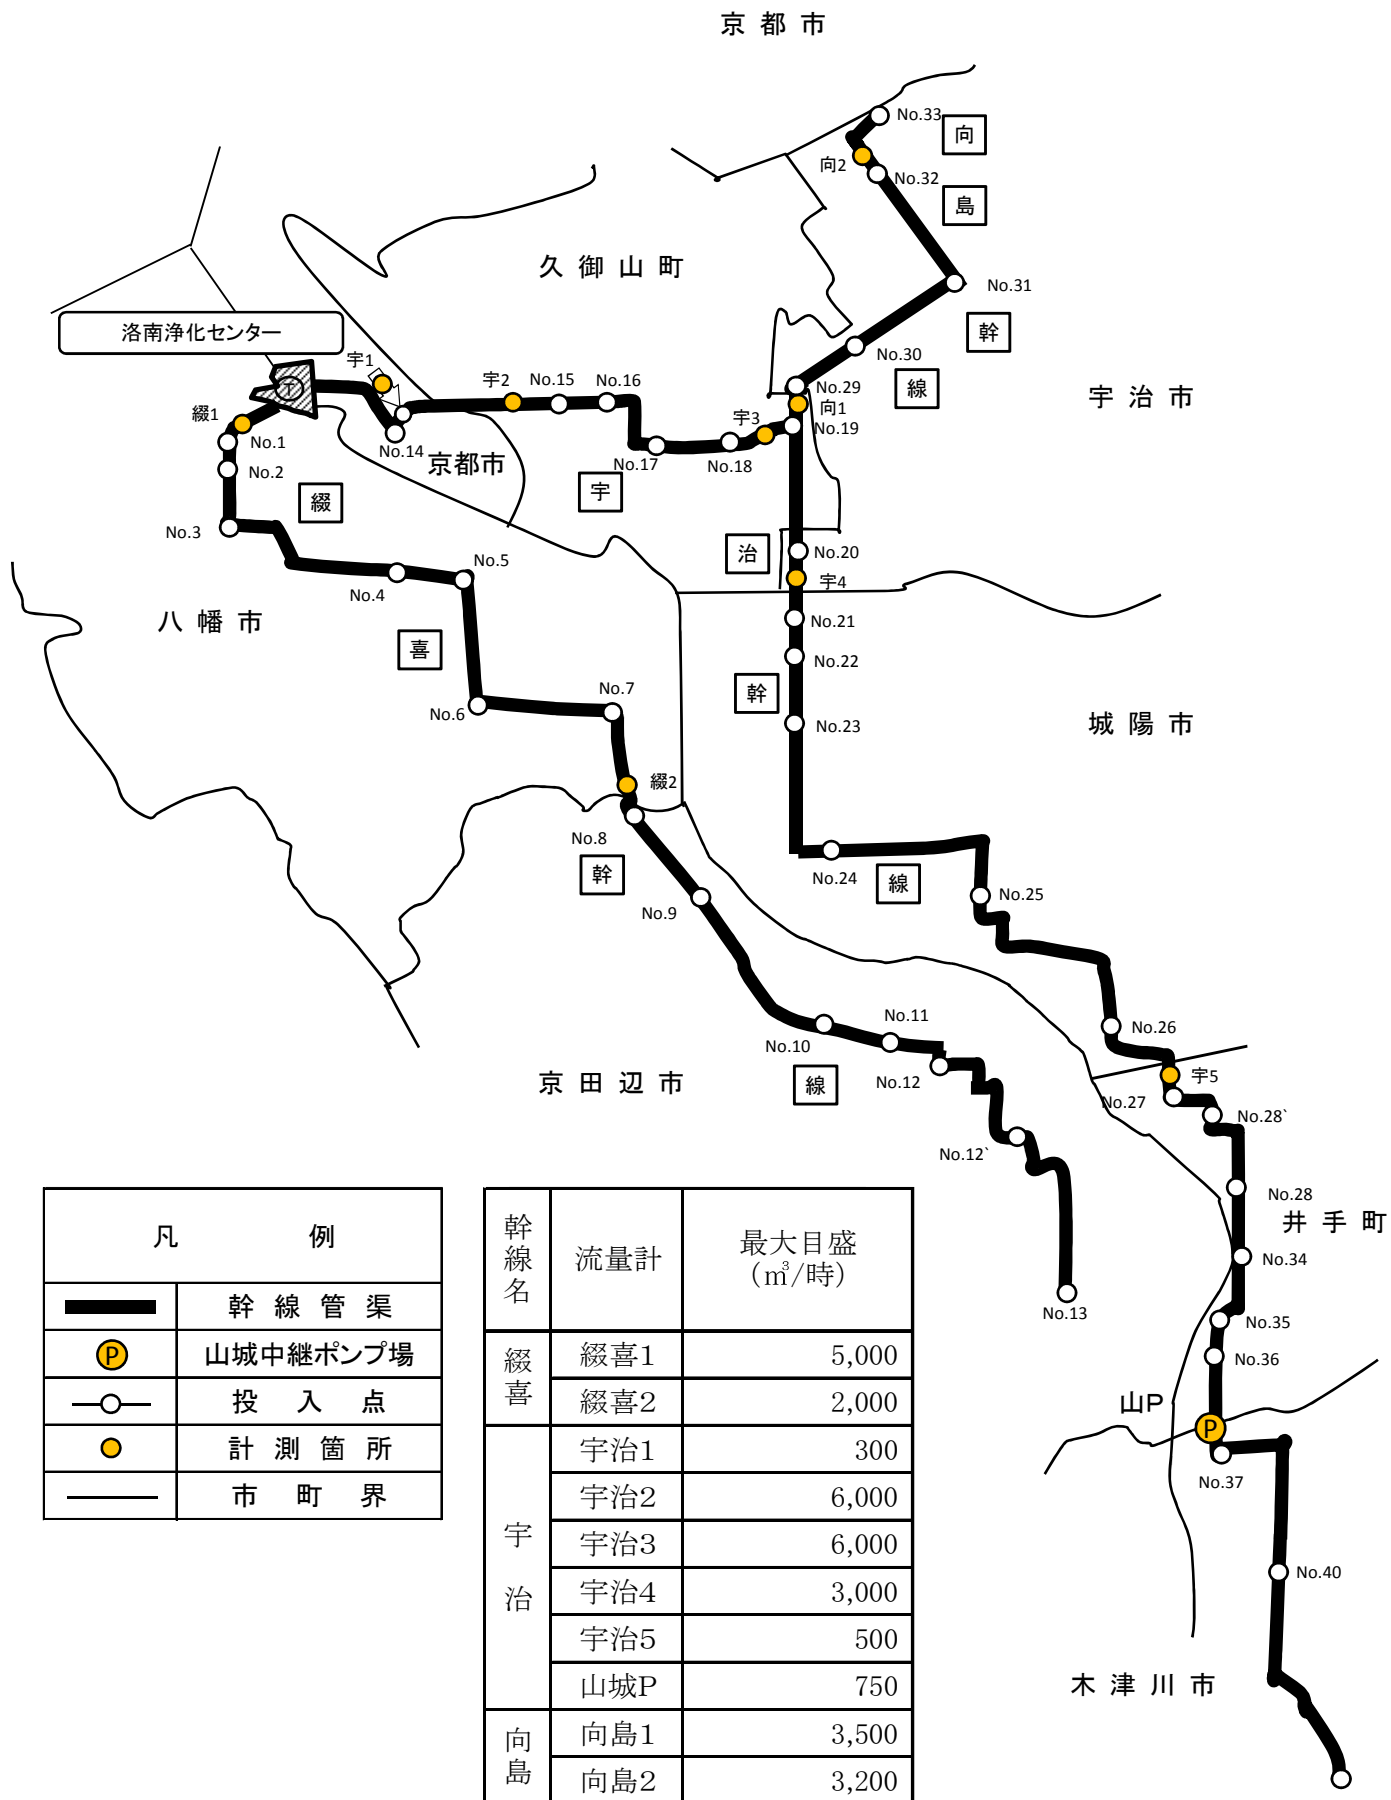 京都市
No.33
向
向2
No.32
島
久御山町
No.31
洛南浄化センター
幹
宇1
No.30
線
T
宇2
No.15
No.16
No.29
宇治市
綴1
向1
宇3
No.19
No.1
No.14
京都市
No.17
No.18
No.2
綴
宇
No.3
治
No.20
No.5
No.4
宇4
八幡市
No.21
喜
No.22
No.7
幹
No.6
No.23
城陽市
綴2
No.8
幹
No.24
線
No.25
No.9
No.11
No.26
No.10
線
No.12
京田辺市
宇5
No.27
No.28`
No.12`
No.28
井手町
No.34
No.13
No.35
No.36
山P
P
No.37
No.40
木津川市
凡例
幹線管渠
P 山城中継ポンプ場
投入点
計測箇所
市町界
幹線名 流量計 最大目盛
(㎥/時)
綴喜 綴喜1 5,000
綴喜2 2,000
宇治 宇治1 300
宇治2 6,000
宇治3 6,000
宇治4 3,000
宇治5 500
山城P 750
向島 向島1 3,500
向島2 3,200